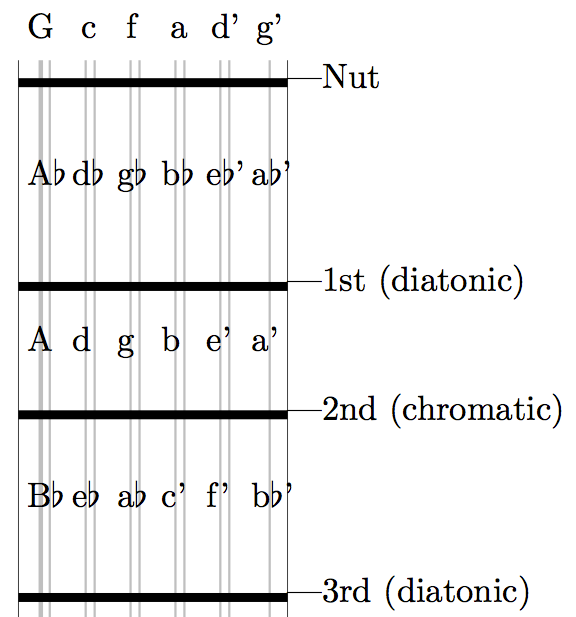 G c f a d’ g’
Nut
A♭ d♭ g♭ b♭ e♭’ a♭’
1st (diatonic)
A d g b e’ a’
2nd (chromatic)
B♭ e♭ a♭ c’ f’ b♭’
3rd (diatonic)